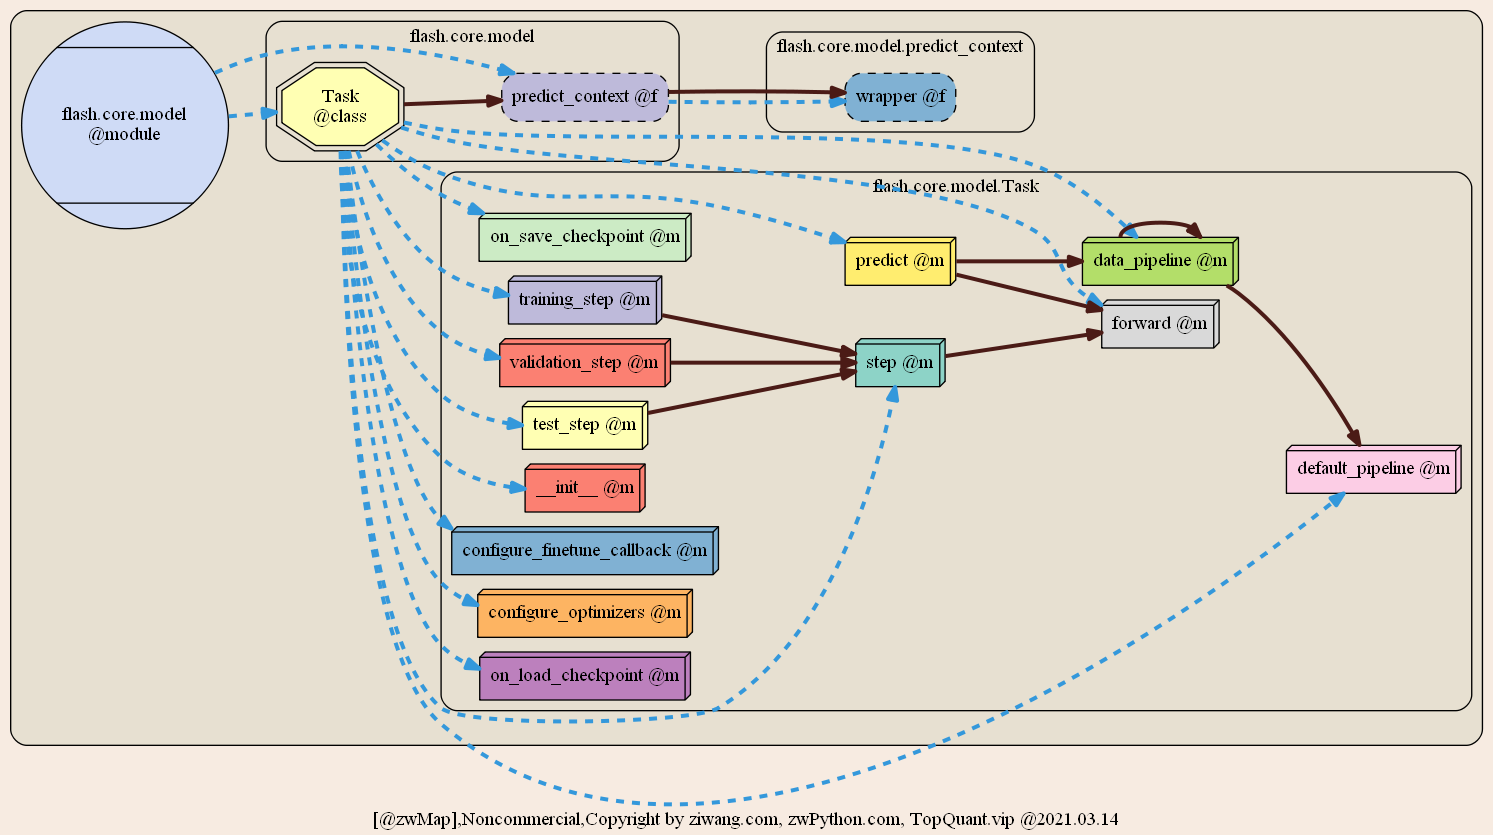 flash.core.model
@module
flash.core.model
Task
@class
predict_context @f
flash.core.model.predict_context
wrapper @f
flash.core.model.Task
on_save_checkpoint @m
training_step @m
validation_step @m
test_step @m
__init__ @m
configure_finetune_callback @m
configure_optimizers @m
on_load_checkpoint @m
predict @m
step @m
data_pipeline @m
forward @m
default_pipeline @m
[@zwMap],Noncommercial,Copyright by ziwang.com, zwPython.com, TopQuant.vip @2021.03.14